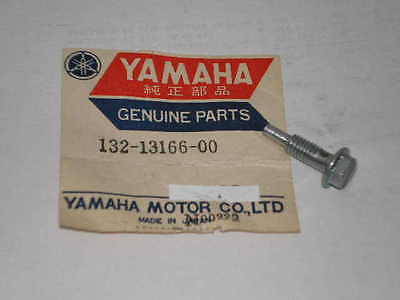 YAMAHA
純正部品
GENUINE PARTS
132-13166-00
YAMAHA MOTOR CO.,LTD
MADE IN JAPAN